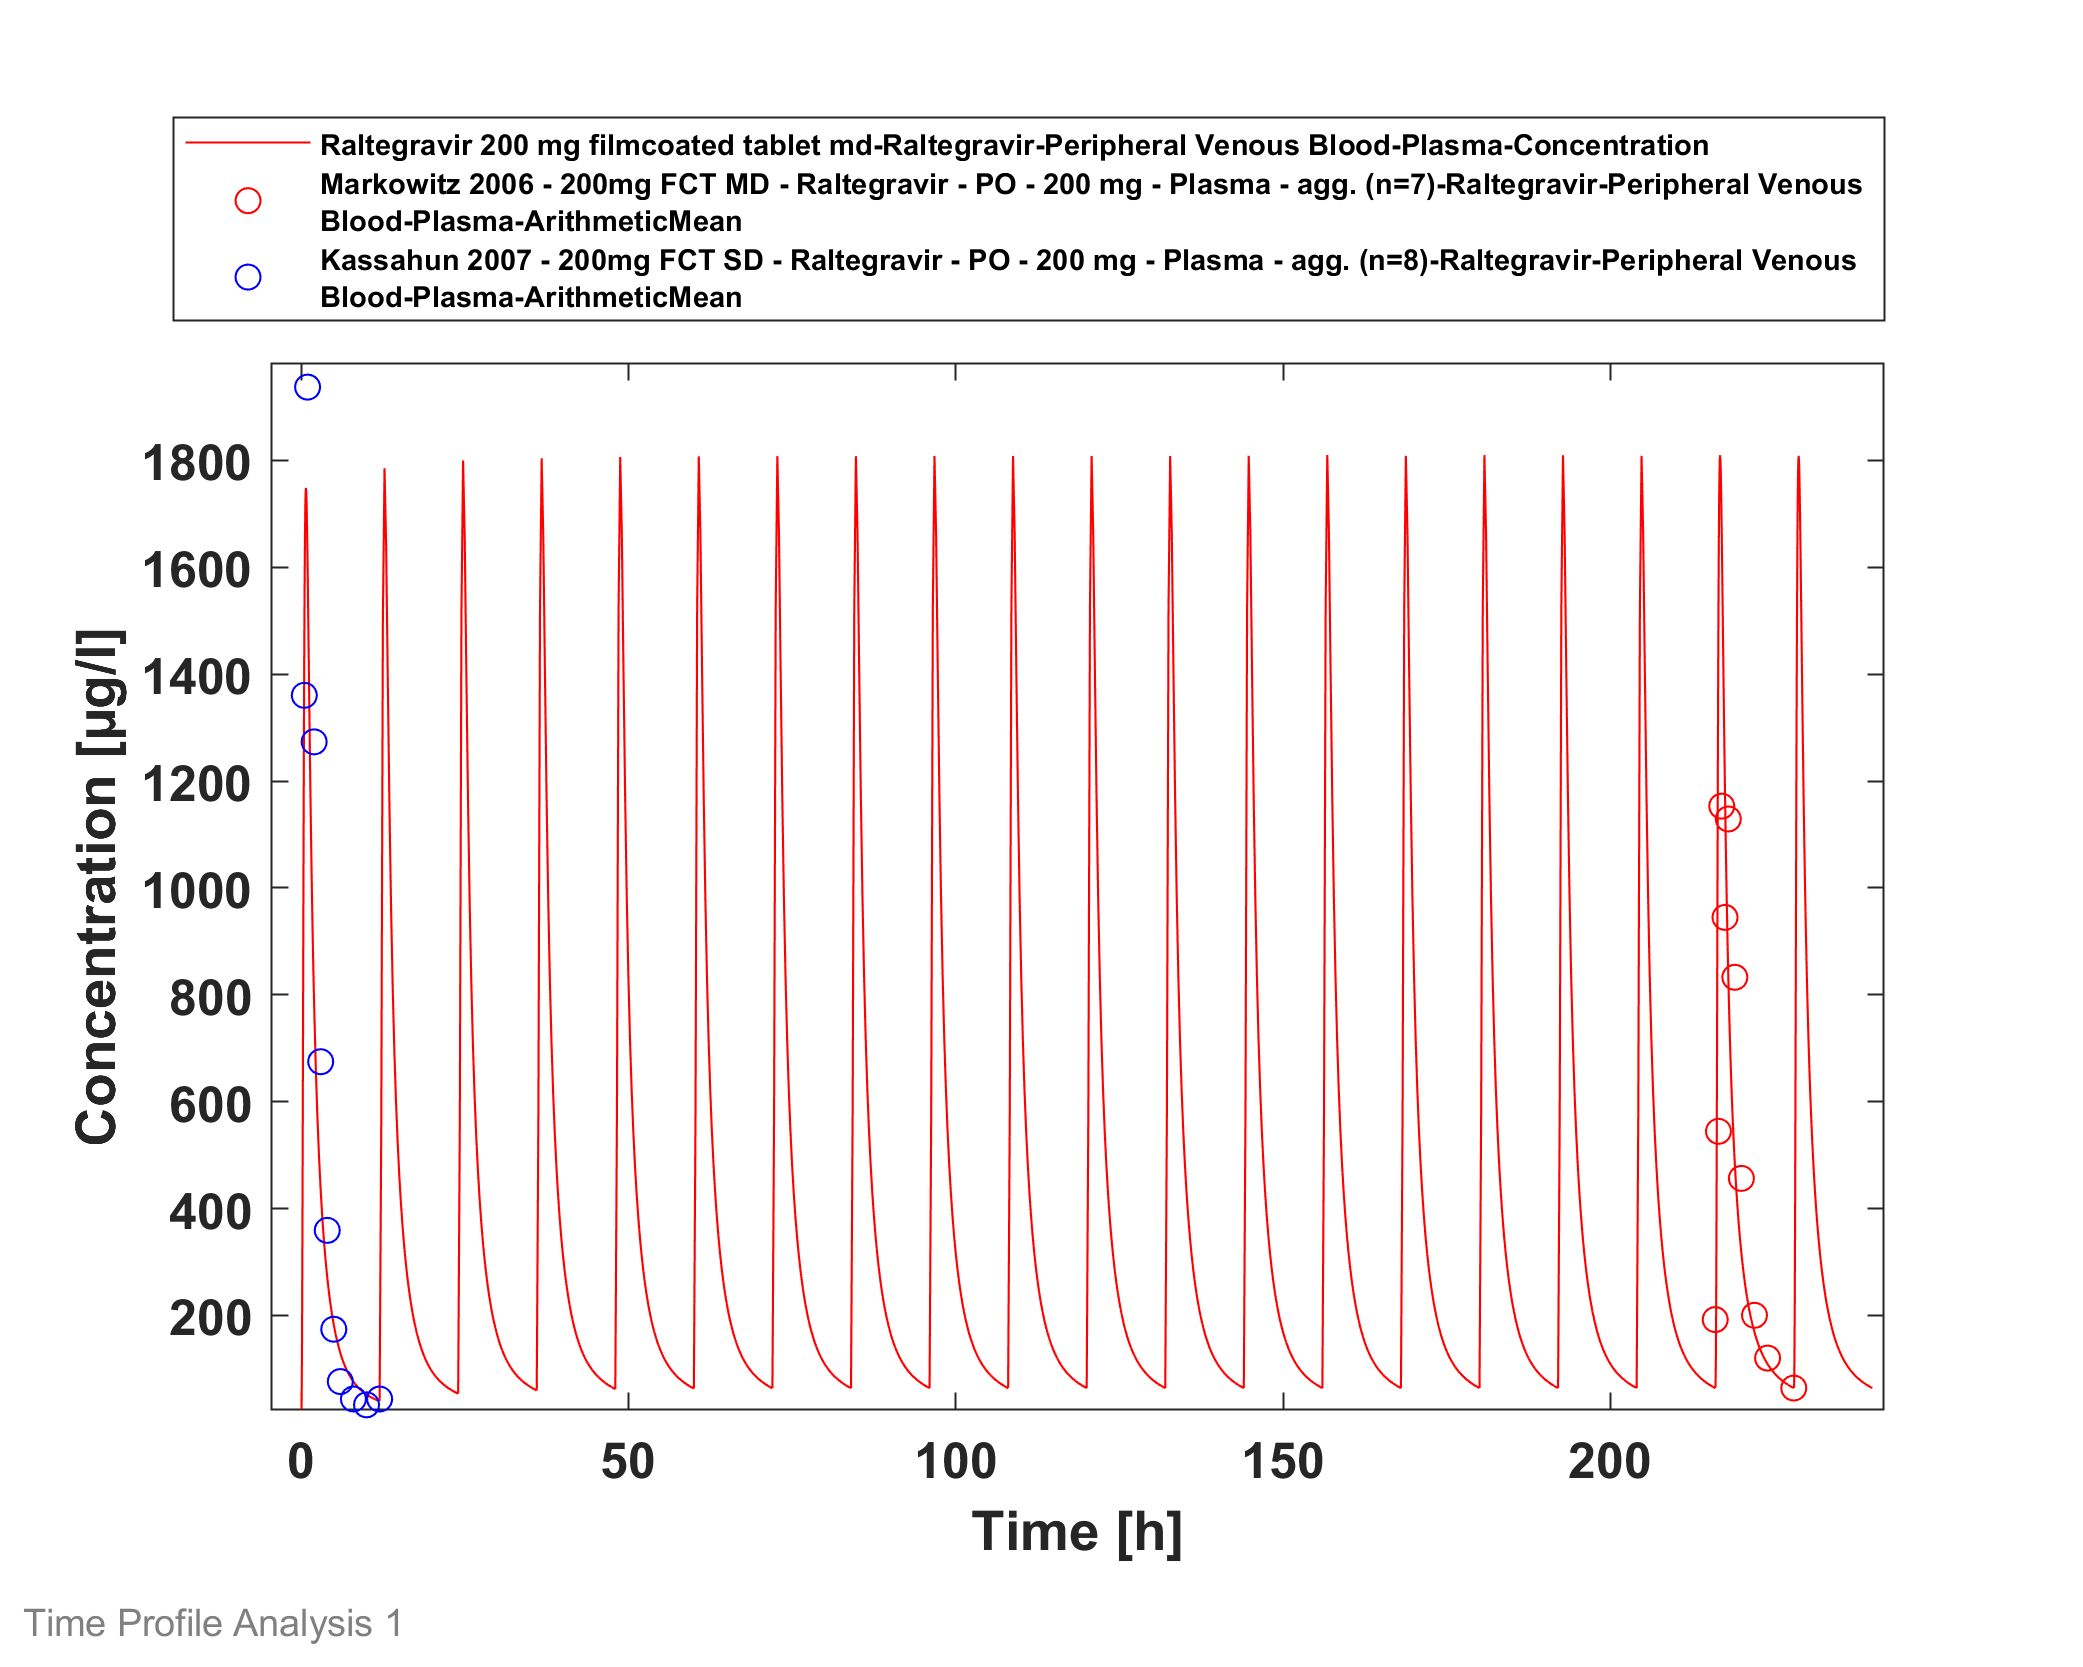 Raltegravir 200 mg filmcoated tablet md-Raltegravir-Peripheral Venous Blood-Plasma-Concentration
Markowitz 2006 - 200mg FCT MD - Raltegravir - PO - 200 mg - Plasma - agg. (n=7)-Raltegravir-Peripheral Venous
Blood-Plasma-ArithmeticMean
Kassahun 2007 - 200mg FCT SD - Raltegravir - PO - 200 mg - Plasma - agg. (n=8)-Raltegravir-Peripheral Venous
Blood-Plasma-ArithmeticMean
Concentration [µg/l]
1800
1600
1400
1200
1000
800
600
400
200
0 50 100 150 200
Time [h]
Time Profile Analysis 1